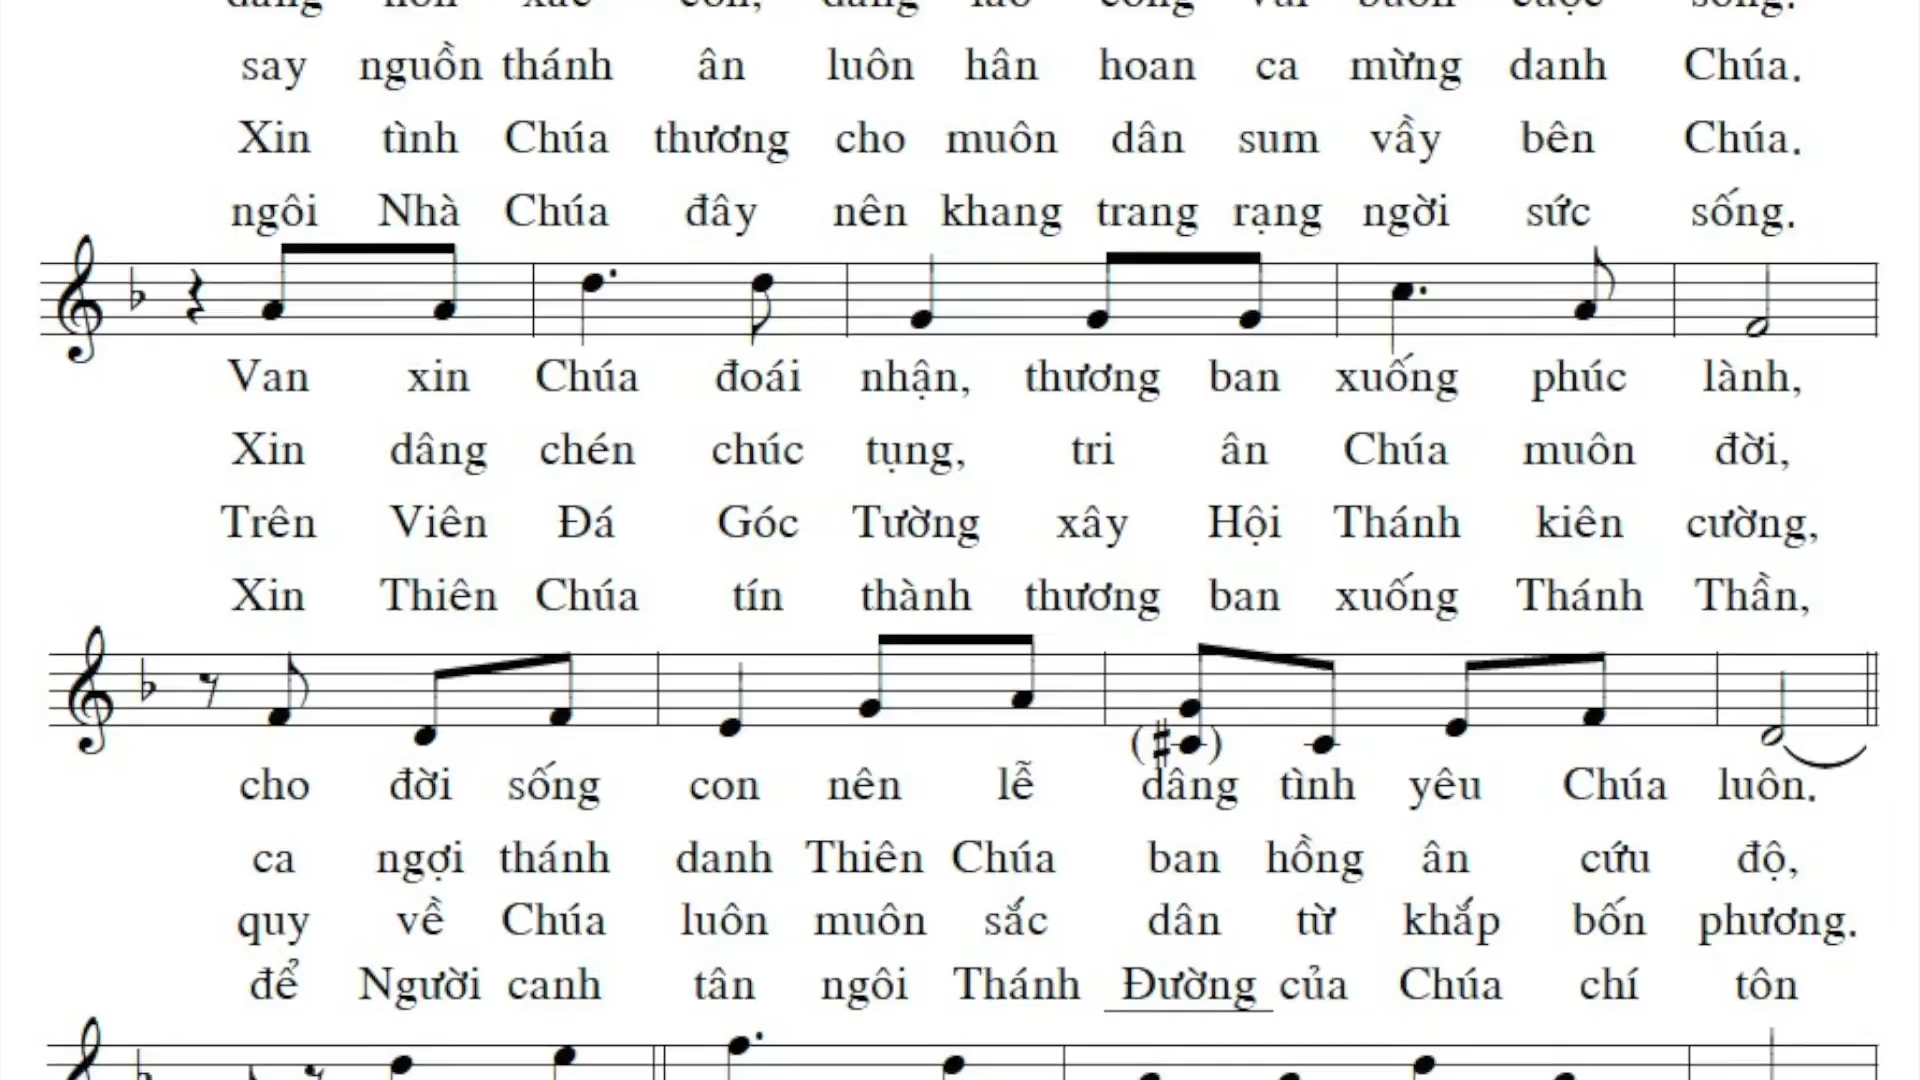 say nguồn thánh ân luôn hân hoan ca mừng danh Chúa.
Xin tình Chúa thương cho muôn dân sum vầy bên Chúa.
ngôi Nhà Chúa đây nên khang trang rạng ngời sức sống.
Van xin Chúa đoái nhận, thương ban xuống phúc lành,
Xin dâng chén chúc tụng, tri ân Chúa muôn đời,
Trên Viên Đá Góc Tường xây Hội Thánh kiên cường,
Xin Thiên Chúa tín thành thương ban xuống Thánh Thần,
cho đời sống con nên lễ dâng tình yêu Chúa luôn.
ca ngợi thánh danh Thiên Chúa ban hồng ân cứu độ,
quy về Chúa luôn muôn sắc dân từ khắp bốn phương.
để Người canh tân ngôi Thánh Đường của Chúa chí tôn